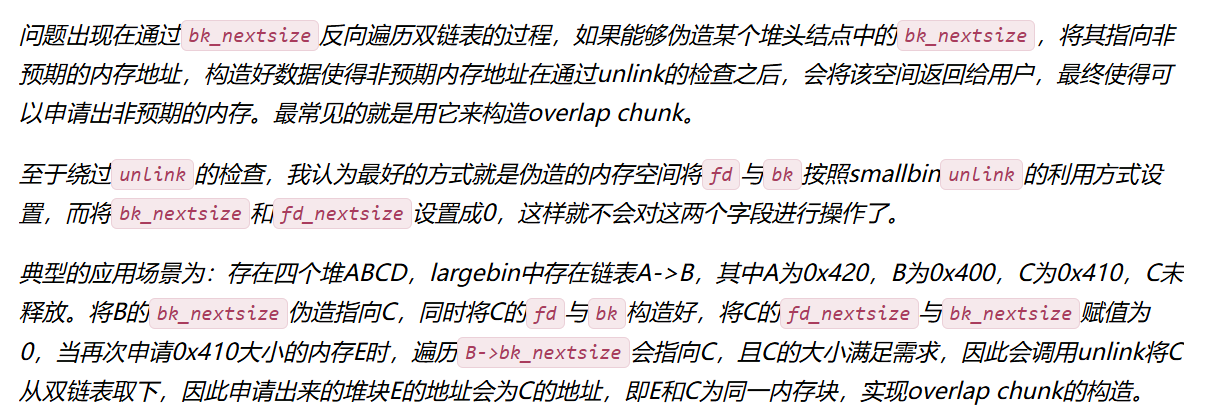 问题出现在通过bk_nextsize反向遍历双链表的过程，如果能够伪造某个堆头结点中的bk_nextsize，将其指向非
预期的内存地址，构造好数据使得非预期内存地址在通过unlink的检查之后，会将该空间返回给用户，最终使得可
以申请出非预期的内存。最常见的就是用它来构造overlap chunk。
至于绕过unlink的检查，我认为最好的方式就是伪造的内存空间将fd与bk按照smallbin unlink的利用方式设
置，而将bk_nextsize和fd_nextsize设置成0，这样就不会对这两个字段进行操作了。
典型的应用场景为：存在四个堆ABCD，largebin中存在链表A->B，其中A为0x420，B为0x400，C为0x410，C未
释放。将B的bk_nextsize伪造指向C，同时将C的fd与bk构造好，将C的fd_nextsize与bk_nextsize赋值为
0，当再次申请0x410大小的内存E时，遍历B->bk_nextsize会指向C，且C的大小满足需求，因此会调用unlink将C
从双链表取下，因此申请出来的堆块E的地址会为C的地址，即E和C为同一内存块，实现overlap chunk的构造。